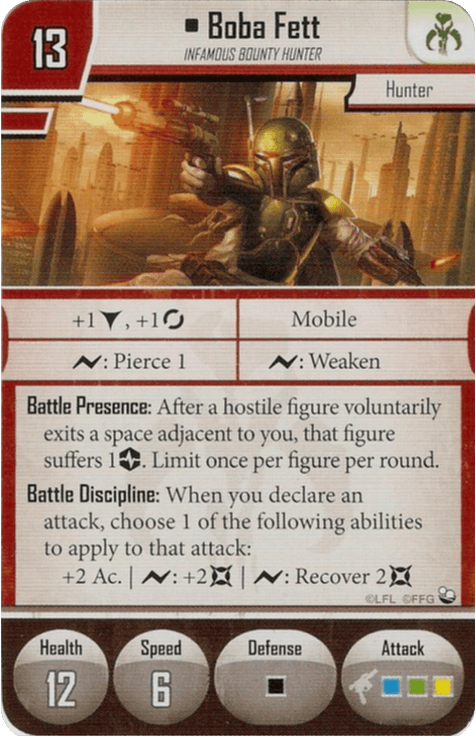 13
Boba Fett
INFAMOUS BOUNTY HUNTER
Hunter
+1, +1
Mobile
: Pierce 1
: Weaken
Battle Presence: After a hostile figure voluntarily
exits a space adjacent to you, that figure
suffers 1. Limit once per figure per round.
Battle Discipline: When you declare an
attack, choose 1 of the following abilities
to apply to that attack:
+2 Ac. | : +2 | : Recover 2
©LFL ©FFG
Health
12
Speed
6
Defense
Attack